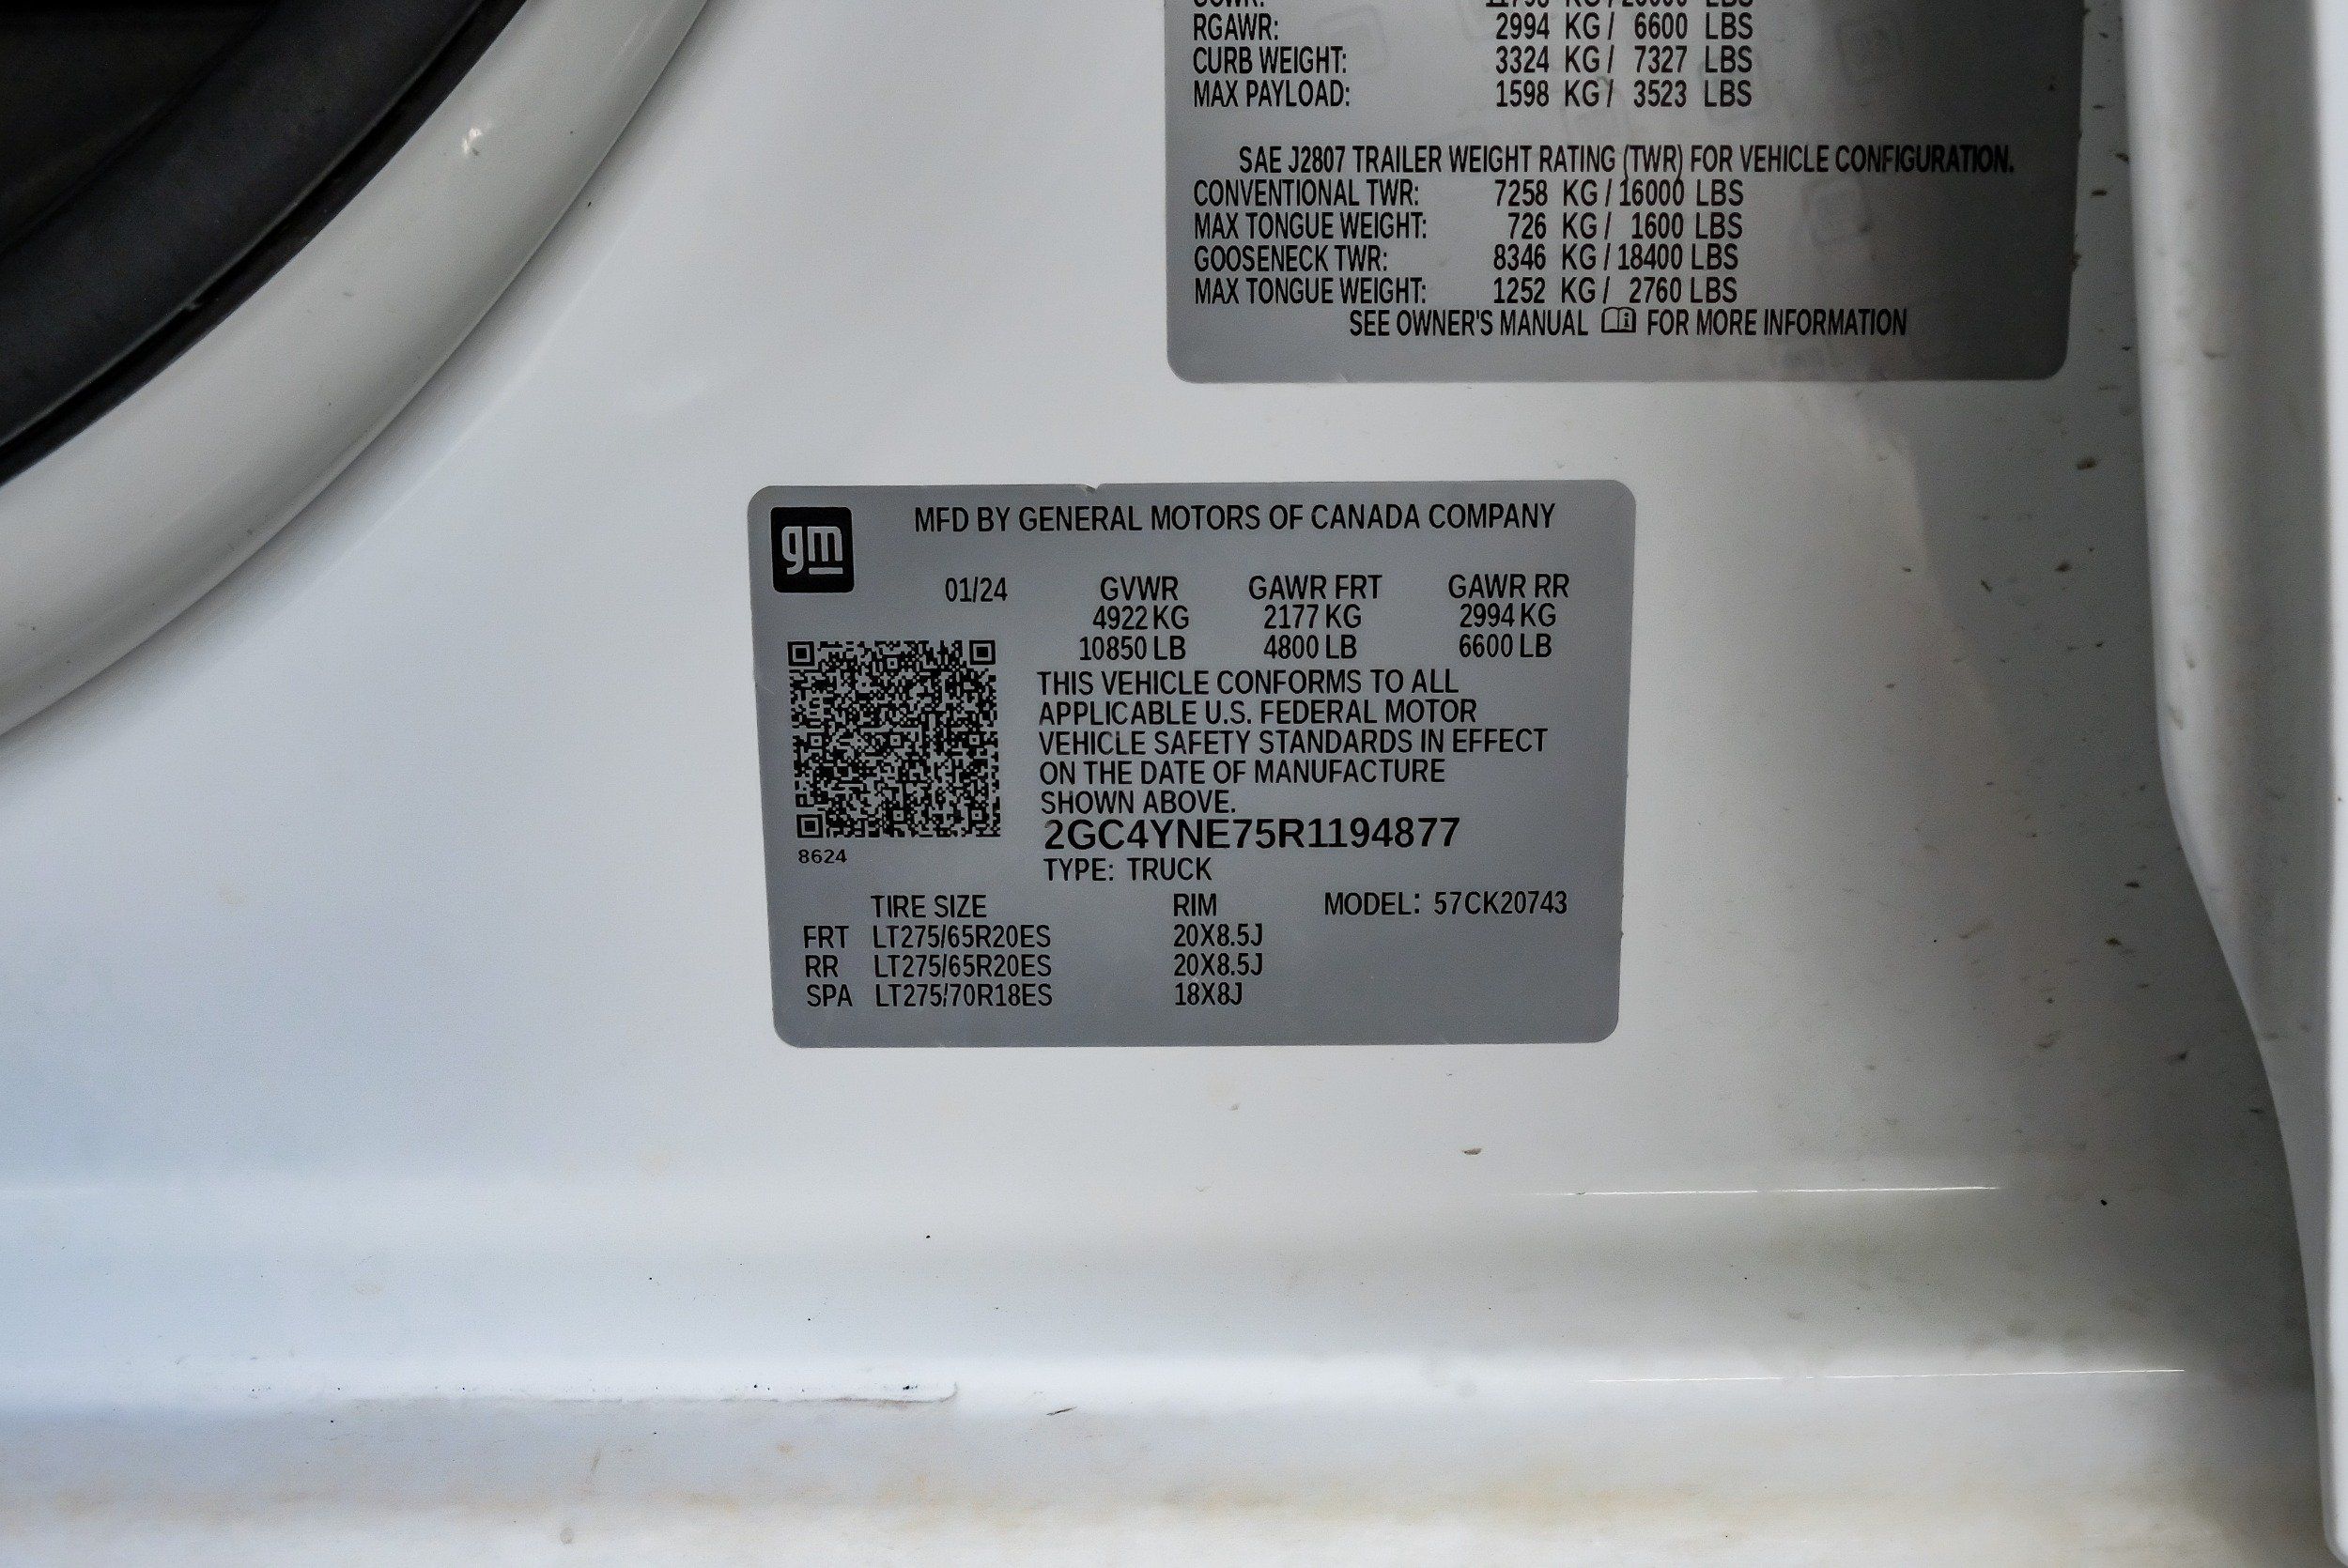 RGAWR: 2994 KG / 6600 LBS
CURB WEIGHT: 3324 KG / 7327 LBS
MAX PAYLOAD: 1598 KG / 3523 LBS
SAE J2807 TRAILER WEIGHT RATING (TWR) FOR VEHICLE CONFIGURATION.
CONVENTIONAL TWR: 7258 KG / 16000 LBS
MAX TONGUE WEIGHT: 726 KG / 1600 LBS
GOOSENECK TWR: 8346 KG / 18400 LBS
MAX TONGUE WEIGHT: 1252 KG / 2760 LBS
SEE OWNER'S MANUAL FOR MORE INFORMATION
gm
MFD BY GENERAL MOTORS OF CANADA COMPANY
01/24 GVWR GAWR FRT GAWR RR
4922 KG 2177 KG 2994 KG
10850 LB 4800 LB 6600 LB
THIS VEHICLE CONFORMS TO ALL
APPLICABLE U.S. FEDERAL MOTOR
VEHICLE SAFETY STANDARDS IN EFFECT
ON THE DATE OF MANUFACTURE
SHOWN ABOVE.
2GC4YNE75R1194877
8624
TYPE: TRUCK
TIRE SIZE RIM MODEL: 57CK20743
FRT LT275/65R20ES 20X8.5J
RR LT275/65R20ES 20X8.5J
SPA LT275/70R18ES 18X8J